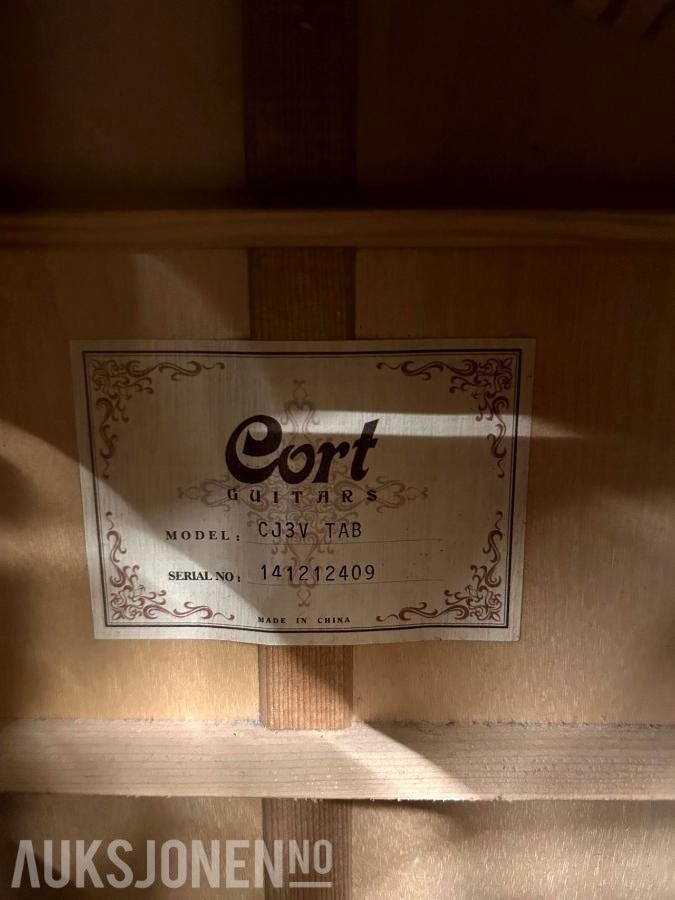 Cort
GUITARS
MODEL: CJ3V TAB
SERIAL NO: 141212409
MADE IN CHINA
AUKSJONEN NO